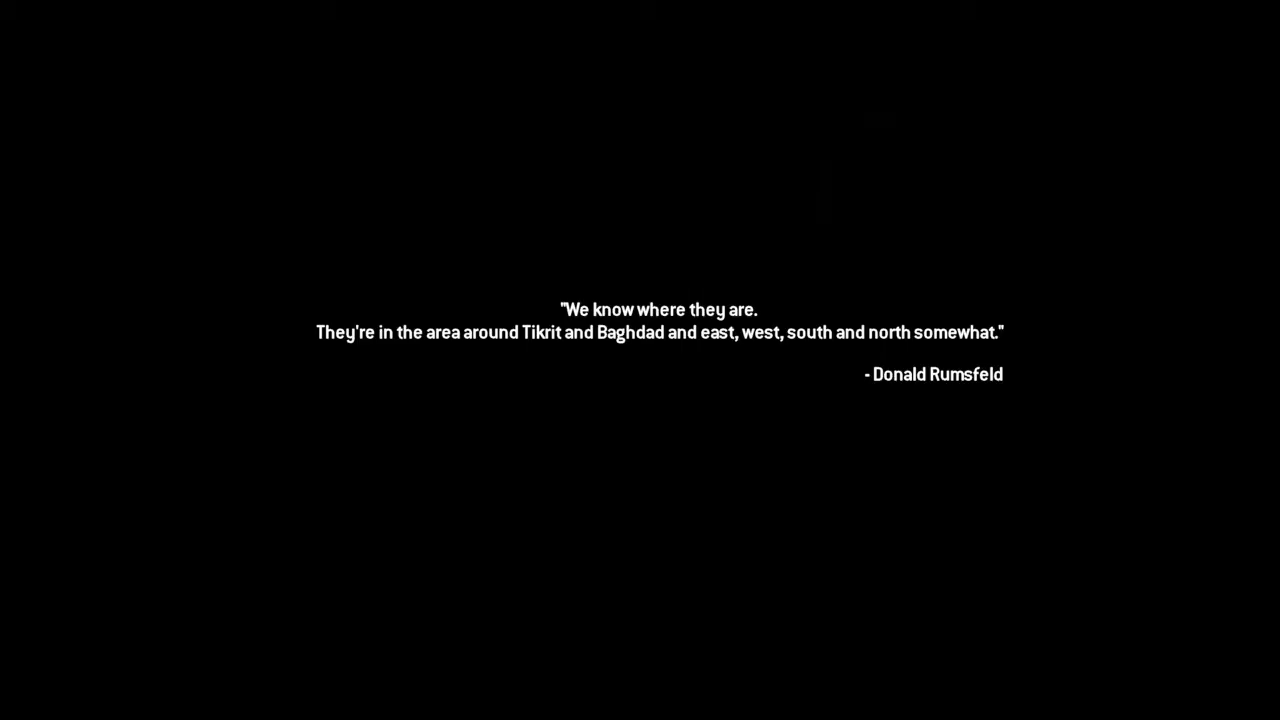 "We know where they are.
They're in the area around Tikrit and Baghdad and east, west, south and north somewhat."
- Donald Rumsfeld